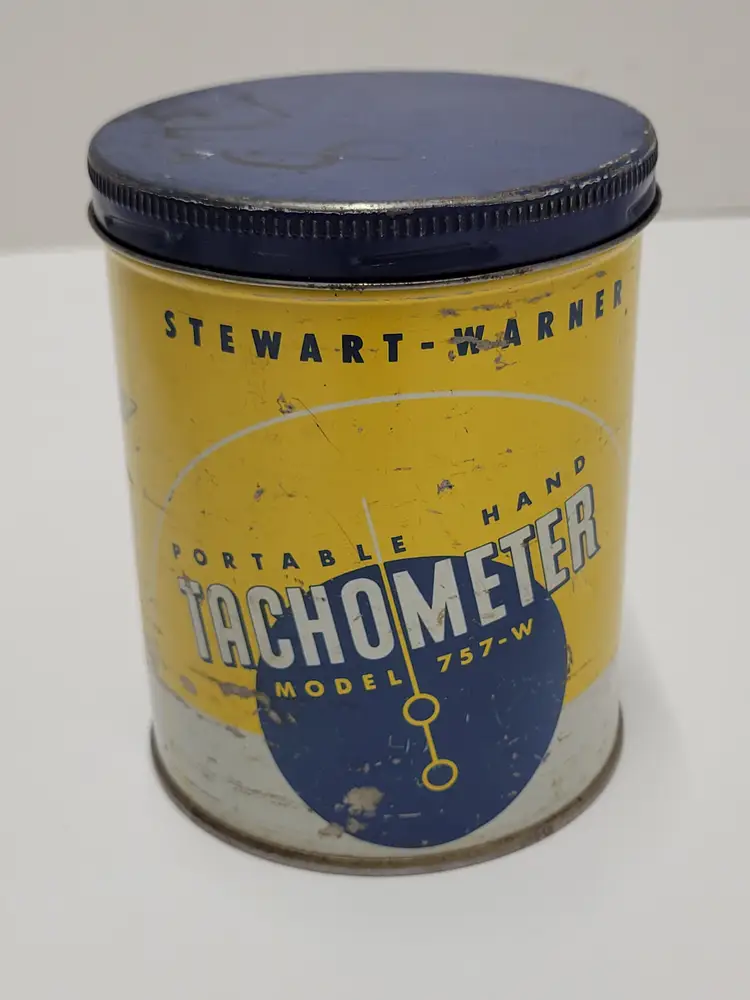 STEWART-WARNER
PORTABLE HAND
TACHOMETER
MODEL 757-W